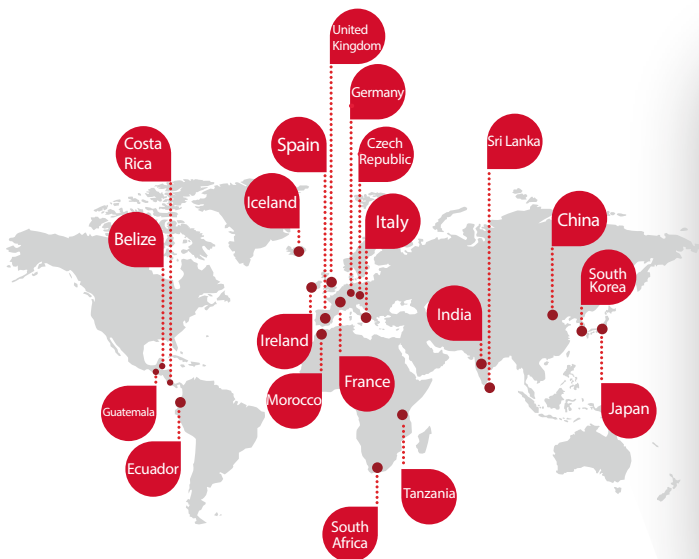 United
Kingdom
Germany
Costa
Rica
Spain
Czech
Republic
Sri Lanka
Iceland
Italy
China
Belize
South
Korea
India
Ireland
France
Morocco
Guatemala
Japan
Ecuador
Tanzania
South
Africa